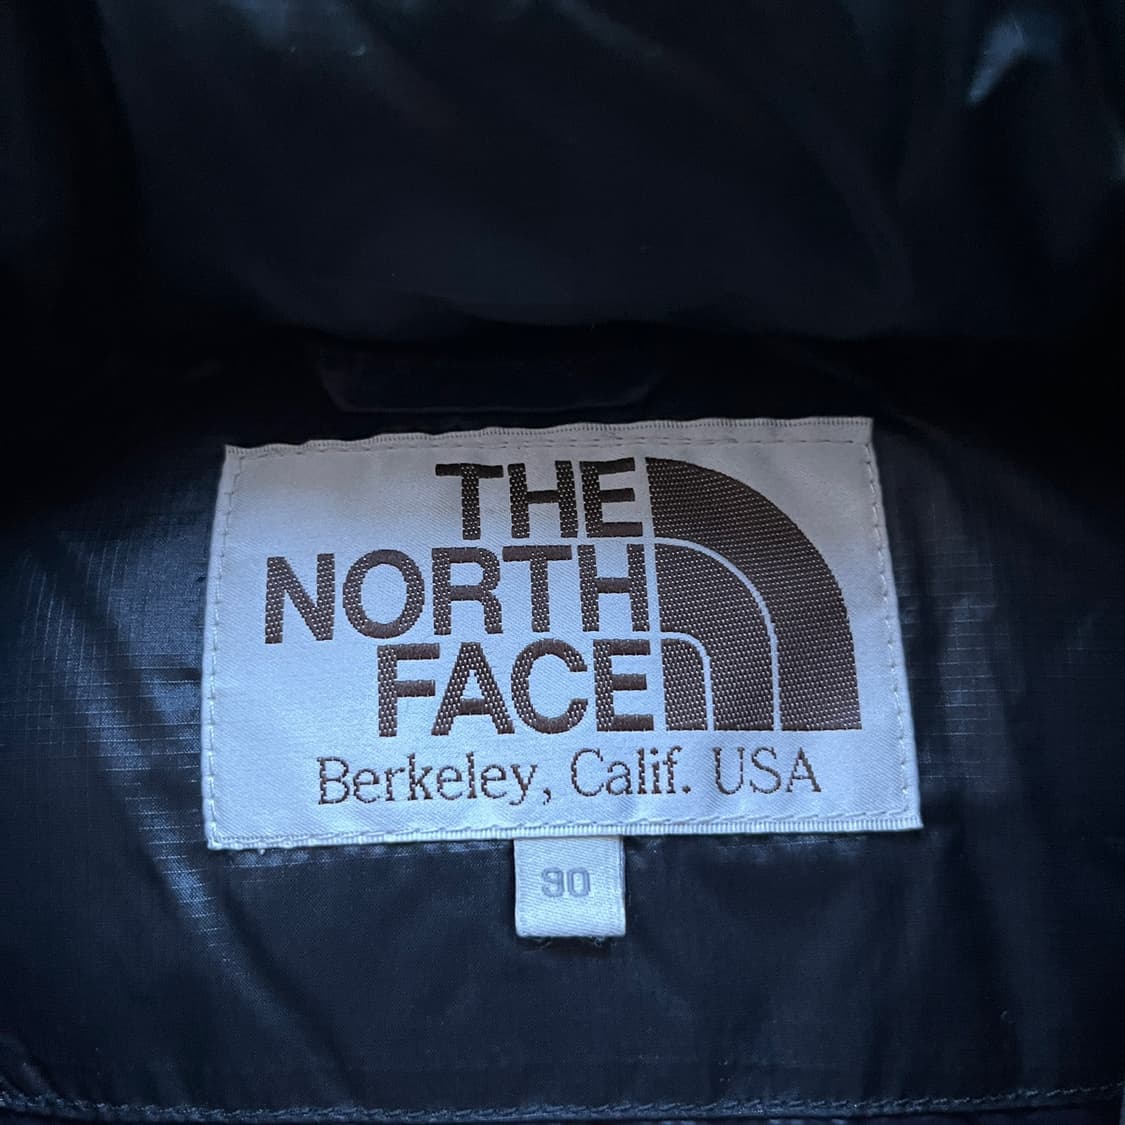 THE
NORTH
FACE
Berkeley, Calif. USA
90